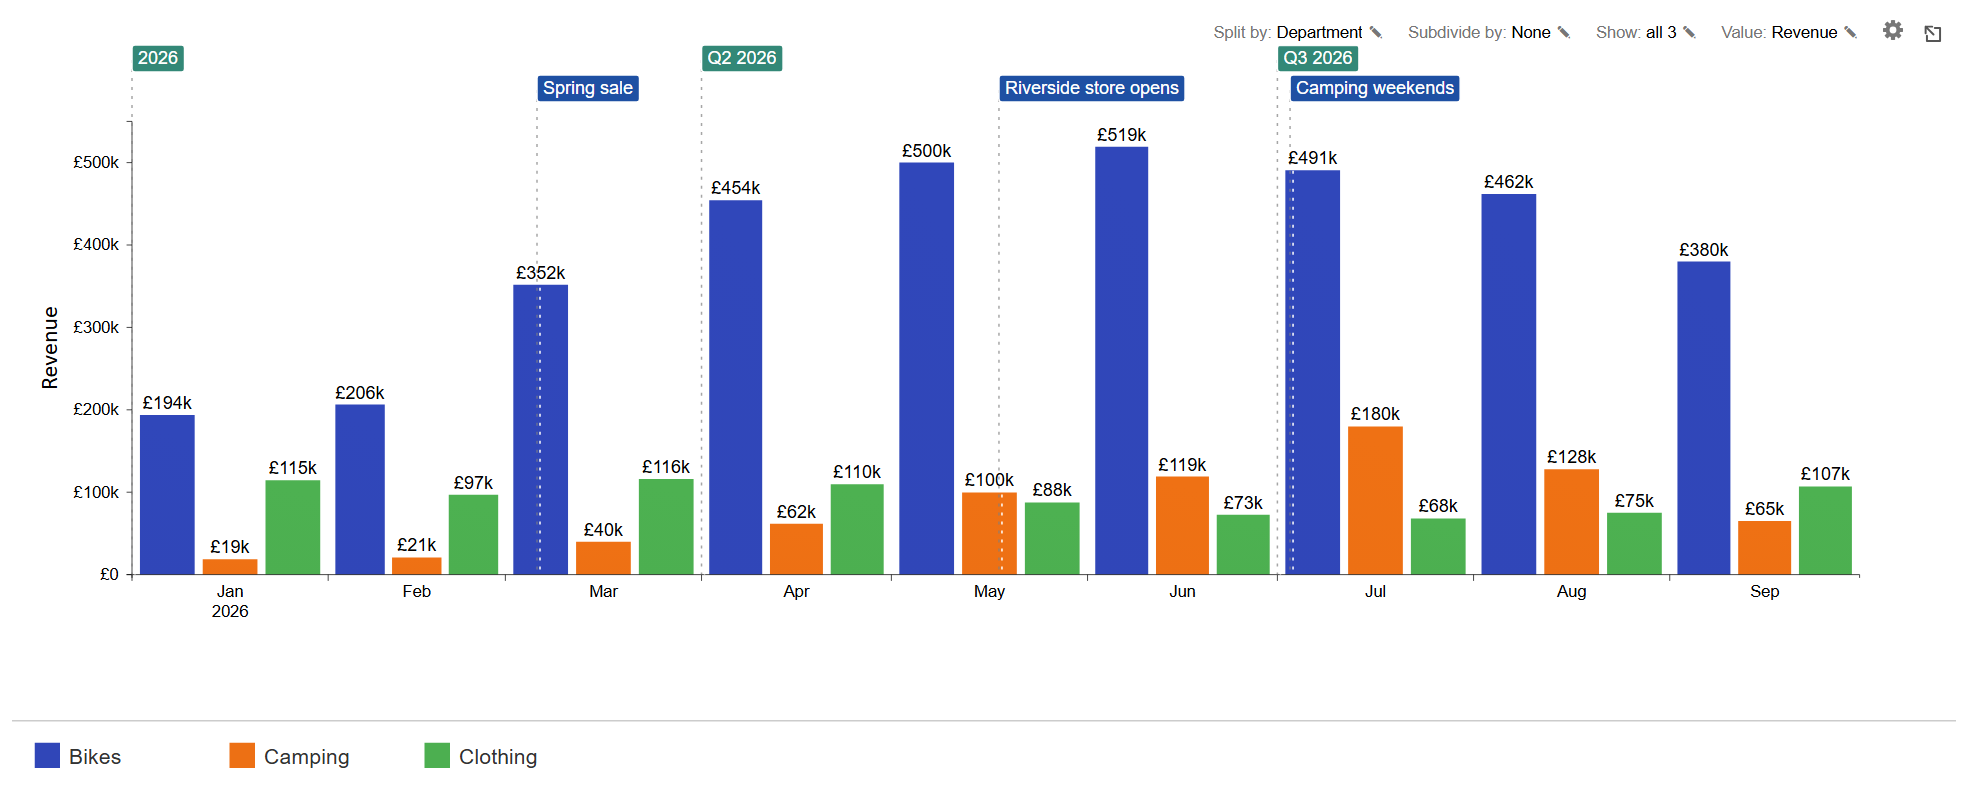 Split by: Department Subdivide by: None Show: all 3 Value: Revenue
2026 Q2 2026 Q3 2026
Spring sale Riverside store opens Camping weekends
Revenue
£500k
£400k
£300k
£200k
£100k
£0
£194k £19k £115k
£206k £21k £97k
£352k £40k £116k
£454k £62k £110k
£500k £100k £88k
£519k £119k £73k
£491k £180k £68k
£462k £128k £75k
£380k £65k £107k
Jan Feb Mar Apr May Jun Jul Aug Sep
2026
Bikes Camping Clothing